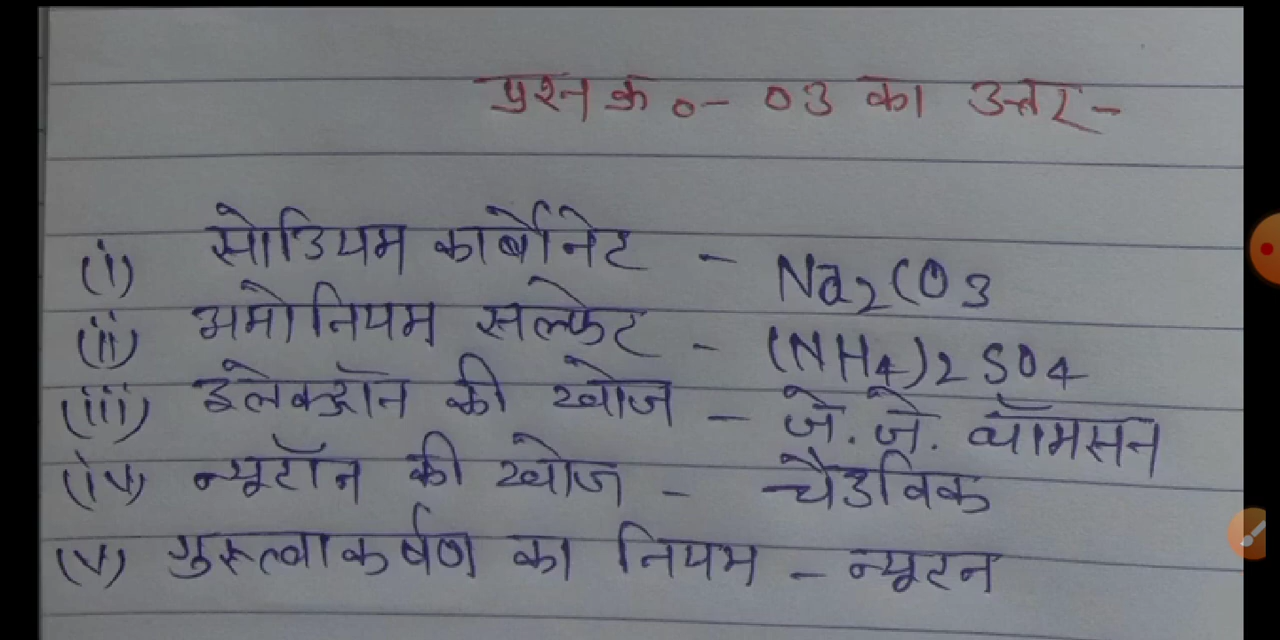 प्रश्न क्र०- 03 का उत्तर-
(i) सोडियम कार्बोनेट - Na2CO3
(ii) अमोनियम सल्फेट - (NH4)2SO4
(iii) इलेक्ट्रॉन की खोज - जे. जे. थॉमसन
(iv) न्यूटॉन की खोज - चैडविक
(v) गुरुत्वाकर्षण का नियम - न्यूटन